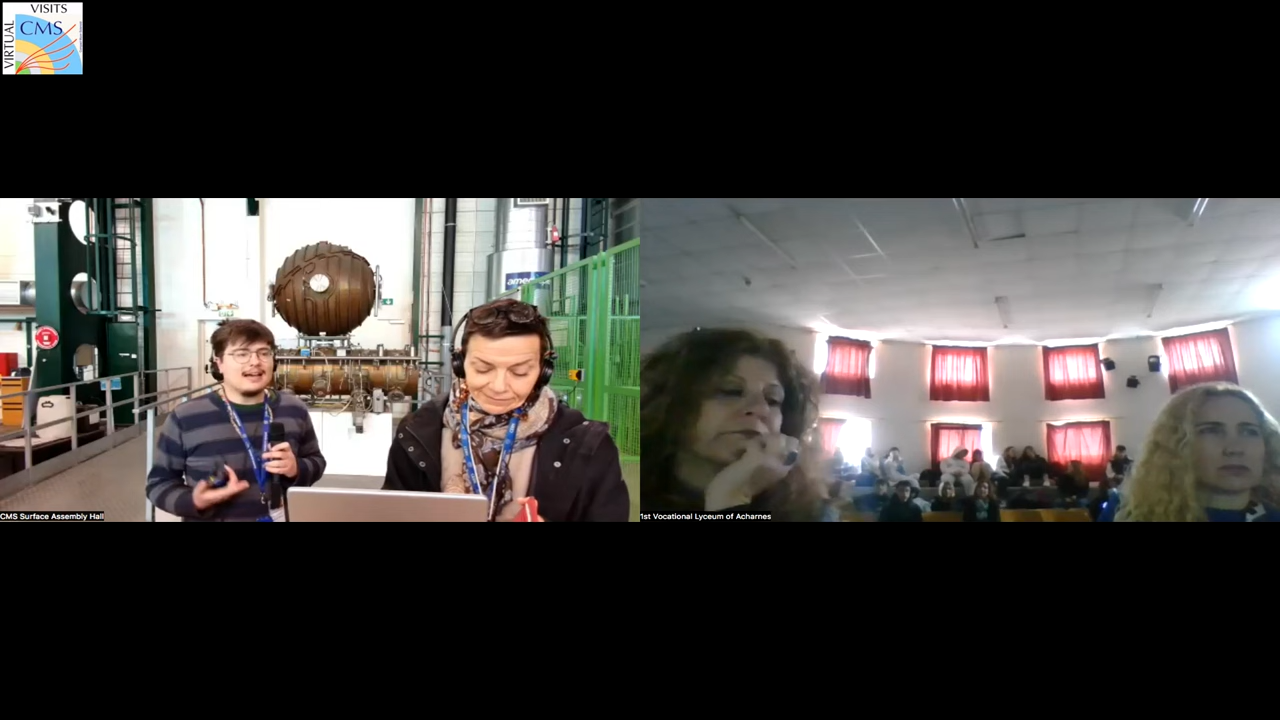 VISITS
CMS
VIRTUAL
CMS Surface Assembly Hall
1st Vocational Lyceum of Acharnes